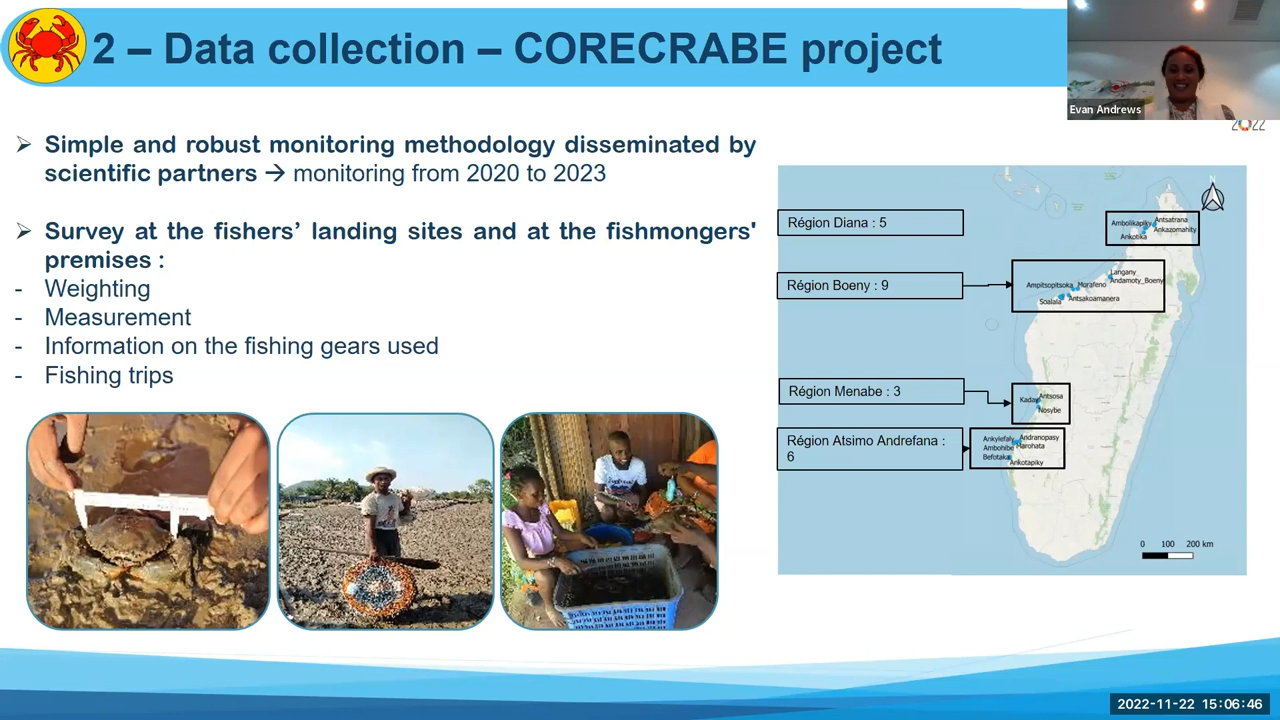 2 – Data collection – CORECRABE project
Evan Andrews
2022
➢ Simple and robust monitoring methodology disseminated by
scientific partners → monitoring from 2020 to 2023
➢ Survey at the fishers’ landing sites and at the fishmongers'
premises :
- Weighting
- Measurement
- Information on the fishing gears used
- Fishing trips
N
Région Diana : 5
Ambolikapiky
Antsatrana
Ankazomahity
Ankotika
Région Boeny : 9
Langany
Andamoty_Boeny
Ampitsopitsoka
Morafeno
Soalala
Antsakoamanera
Région Menabe : 3
Antsosa
Nosybe
Région Atsimo Andrefana :
6
Ankylefaly
Andranopasy
Ambohibe
Marohata
Befotaka
Ankotapiky
0 100 200 km
2022-11-22 15:06:46